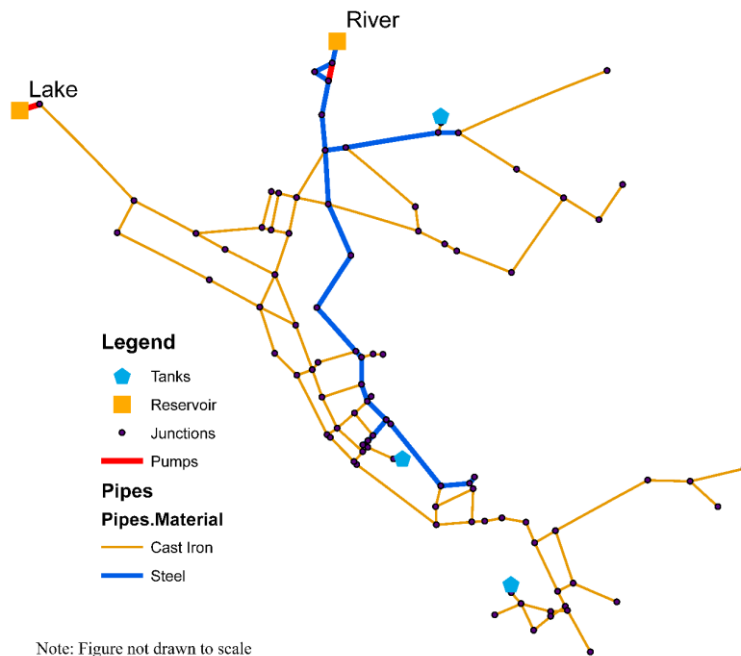 River
Lake
Legend
Tanks
Reservoir
Junctions
Pumps
Pipes
Pipes.Material
Cast Iron
Steel
Note: Figure not drawn to scale